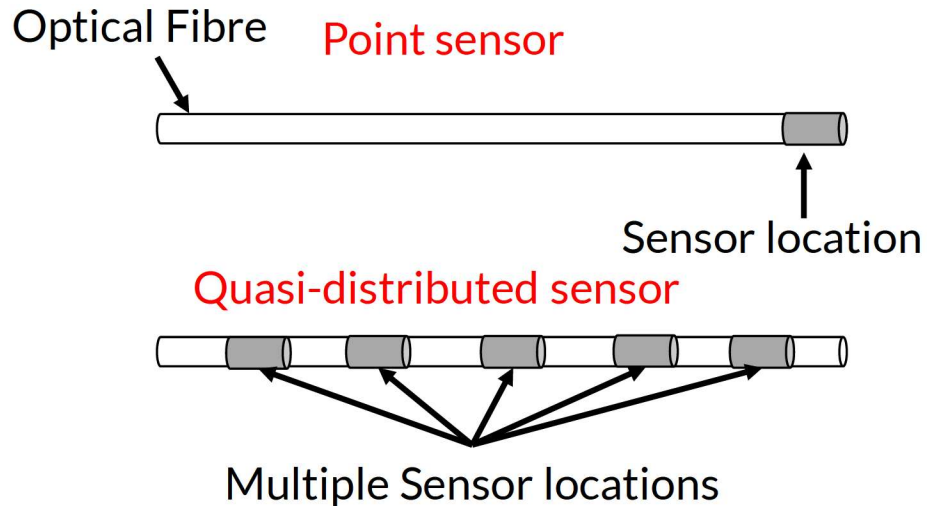 Optical Fibre
Point sensor
Sensor location
Quasi-distributed sensor
Multiple Sensor locations